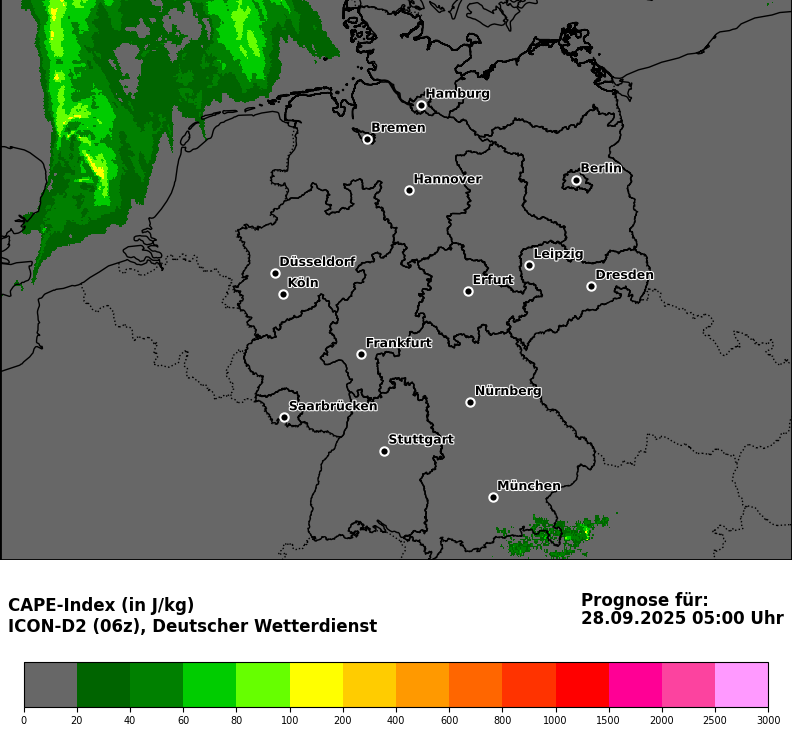 Hamburg
Bremen
Berlin
Hannover
Leipzig
Düsseldorf
Dresden
Köln
Erfurt
Frankfurt
Nürnberg
Saarbrücken
Stuttgart
München
CAPE-Index (in J/kg)
ICON-D2 (06z), Deutscher Wetterdienst
Prognose für:
28.09.2025 05:00 Uhr
0 20 40 60 80 100 200 400 600 800 1000 1500 2000 2500 3000